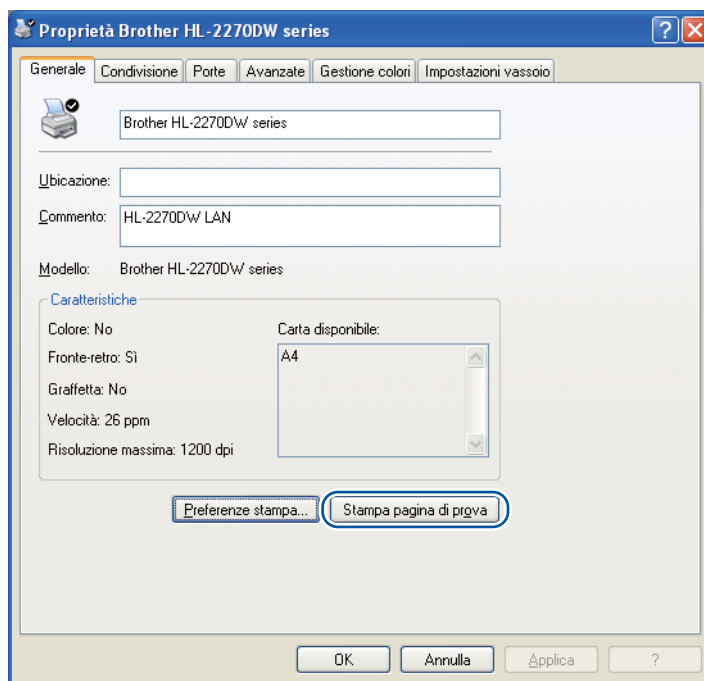 Proprietà Brother HL-2270DW series
Generale Condivisione Porte Avanzate Gestione colori Impostazioni vassoio
Brother HL-2270DW series
Ubicazione:
Commento: HL-2270DW LAN
Modello: Brother HL-2270DW series
Caratteristiche
Colore: No Carta disponibile:
Fronte-retro: Sì A4
Graffetta: No
Velocità: 26 ppm
Risoluzione massima: 1200 dpi
Preferenze stampa... Stampa pagina di prova
OK Annulla Applica ?